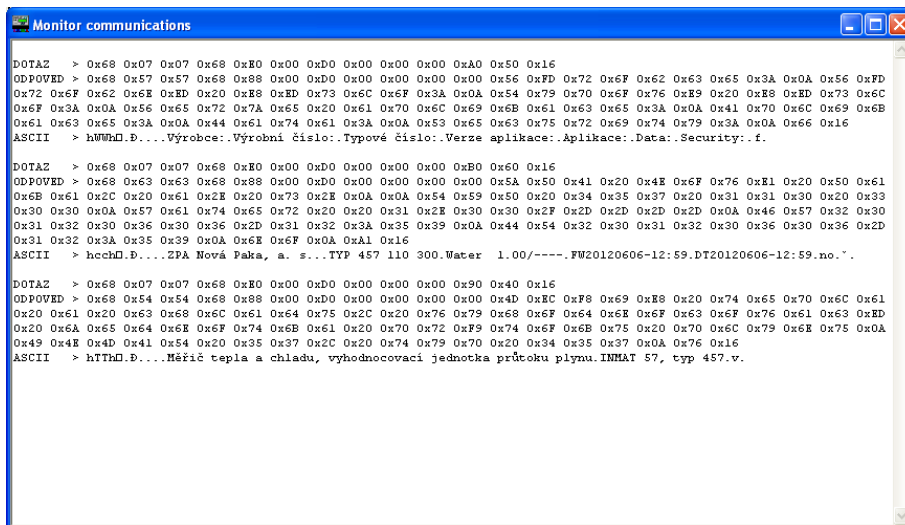 Monitor communications
DOTAZ > 0x68 0x07 0x07 0x68 0xE0 0x00 0xD0 0x00 0x00 0x00 0xA0 0x50 0x16
ODPOVED > 0x68 0x57 0x57 0x68 0x88 0x00 0xD0 0x00 0x00 0x00 0x00 0x00 0x56 0xFD 0x72 0x6F 0x62 0x63 0x65 0x3A 0x0A 0x56 0xFD
0x72 0x6F 0x62 0x6E 0xED 0x20 0xE8 0xED 0x73 0x6C 0x6F 0x3A 0x0A 0x54 0x79 0x70 0x6F 0x76 0xE9 0x20 0xE8 0xED 0x73 0x6C
0x6F 0x3A 0x0A 0x56 0x65 0x72 0x7A 0x65 0x20 0x61 0x70 0x6C 0x69 0x6B 0x61 0x63 0x65 0x3A 0x0A 0x41 0x70 0x6C 0x69 0x6B
0x61 0x63 0x65 0x3A 0x0A 0x44 0x61 0x74 0x61 0x3A 0x0A 0x53 0x65 0x63 0x75 0x72 0x69 0x74 0x79 0x3A 0x0A 0x66 0x16
ASCII > hWWh□.Đ....Výrobce:.Výrobní číslo:.Typové číslo:.Verze aplikace:.Aplikace:.Data:.Security:.f.
DOTAZ > 0x68 0x07 0x07 0x68 0xE0 0x00 0xD0 0x00 0x00 0x00 0xB0 0x60 0x16
ODPOVED > 0x68 0x63 0x63 0x68 0x88 0x00 0xD0 0x00 0x00 0x00 0x00 0x00 0x5A 0x50 0x41 0x20 0x4E 0x6F 0x76 0xE1 0x20 0x50 0x61
0x6B 0x61 0x2C 0x20 0x61 0x2E 0x20 0x73 0x2E 0x0A 0x0A 0x54 0x59 0x50 0x20 0x34 0x35 0x37 0x20 0x31 0x31 0x30 0x20 0x33
0x30 0x30 0x0A 0x57 0x61 0x74 0x65 0x72 0x20 0x20 0x31 0x2E 0x30 0x30 0x2F 0x2D 0x2D 0x2D 0x2D 0x0A 0x46 0x57 0x32 0x30
0x31 0x32 0x30 0x36 0x30 0x36 0x2D 0x31 0x32 0x3A 0x35 0x39 0x0A 0x44 0x54 0x32 0x30 0x31 0x32 0x30 0x36 0x30 0x36 0x2D
0x31 0x32 0x3A 0x35 0x39 0x0A 0x6E 0x6F 0x0A 0xA1 0x16
ASCII > hcch□.Đ....ZPA Nová Paka, a. s...TYP 457 110 300.Water  1.00/----.FW20120606-12:59.DT20120606-12:59.no.ˇ.
DOTAZ > 0x68 0x07 0x07 0x68 0xE0 0x00 0xD0 0x00 0x00 0x00 0x90 0x40 0x16
ODPOVED > 0x68 0x54 0x54 0x68 0x88 0x00 0xD0 0x00 0x00 0x00 0x00 0x00 0x4D 0xEC 0xF8 0x69 0xE8 0x20 0x74 0x65 0x70 0x6C 0x61
0x20 0x61 0x20 0x63 0x68 0x6C 0x61 0x64 0x75 0x2C 0x20 0x76 0x79 0x68 0x6F 0x64 0x6E 0x6F 0x63 0x6F 0x76 0x61 0x63 0xED
0x20 0x6A 0x65 0x64 0x6E 0x6F 0x74 0x6B 0x61 0x20 0x70 0x72 0xF9 0x74 0x6F 0x6B 0x75 0x20 0x70 0x6C 0x79 0x6E 0x75 0x0A
0x49 0x4E 0x4D 0x41 0x54 0x20 0x35 0x37 0x2C 0x20 0x74 0x79 0x70 0x20 0x34 0x35 0x37 0x0A 0x76 0x16
ASCII > hTTh□.Đ....Měřič tepla a chladu, vyhodnocovací jednotka průtoku plynu.INMAT 57, typ 457.v.